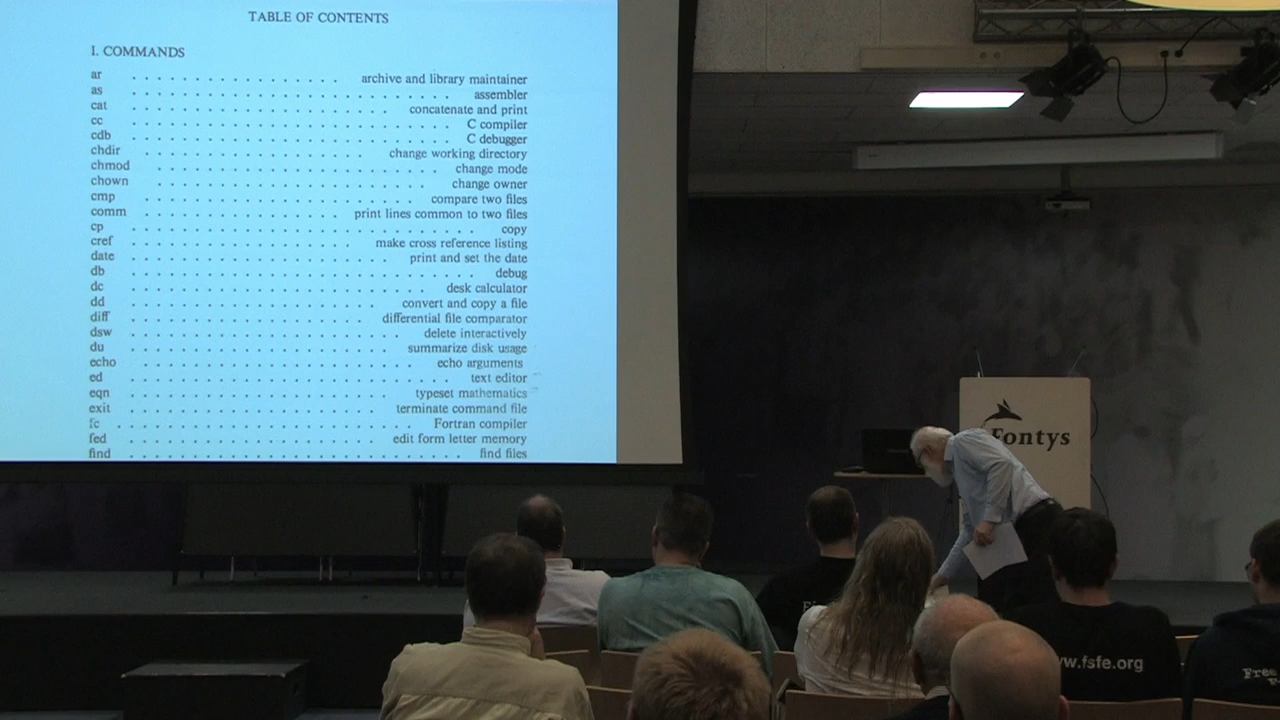 TABLE OF CONTENTS
I. COMMANDS
ar . . . . . . . . . . . . . . . . . archive and library maintainer
as . . . . . . . . . . . . . . . . . . . . . . . . . . assembler
cat . . . . . . . . . . . . . . . . . . . . concatenate and print
cc . . . . . . . . . . . . . . . . . . . . . . . . . . C compiler
cdb . . . . . . . . . . . . . . . . . . . . . . . . . . C debugger
chdir . . . . . . . . . . . . . . . . . . change working directory
chmod . . . . . . . . . . . . . . . . . . . . . . . change mode
chown . . . . . . . . . . . . . . . . . . . . . . . change owner
cmp . . . . . . . . . . . . . . . . . . . . . . compare two files
comm . . . . . . . . . . . . . . . . print lines common to two files
cp . . . . . . . . . . . . . . . . . . . . . . . . . . . . copy
cref . . . . . . . . . . . . . . . . . . make cross reference listing
date . . . . . . . . . . . . . . . . . . . . print and set the date
db . . . . . . . . . . . . . . . . . . . . . . . . . . . . debug
dc . . . . . . . . . . . . . . . . . . . . . . . . desk calculator
dd . . . . . . . . . . . . . . . . . . . . convert and copy a file
diff . . . . . . . . . . . . . . . . . . . differential file comparator
dsw . . . . . . . . . . . . . . . . . . . . . . delete interactively
du . . . . . . . . . . . . . . . . . . . . . summarize disk usage
echo . . . . . . . . . . . . . . . . . . . . . . . echo arguments
ed . . . . . . . . . . . . . . . . . . . . . . . . . . text editor
eqn . . . . . . . . . . . . . . . . . . . . . typeset mathematics
exit . . . . . . . . . . . . . . . . . . . . terminate command file
fc . . . . . . . . . . . . . . . . . . . . . . . . Fortran compiler
fed . . . . . . . . . . . . . . . . . . . . edit form letter memory
find . . . . . . . . . . . . . . . . . . . . . . . . . . find files
Fontys
w.fsfe.org